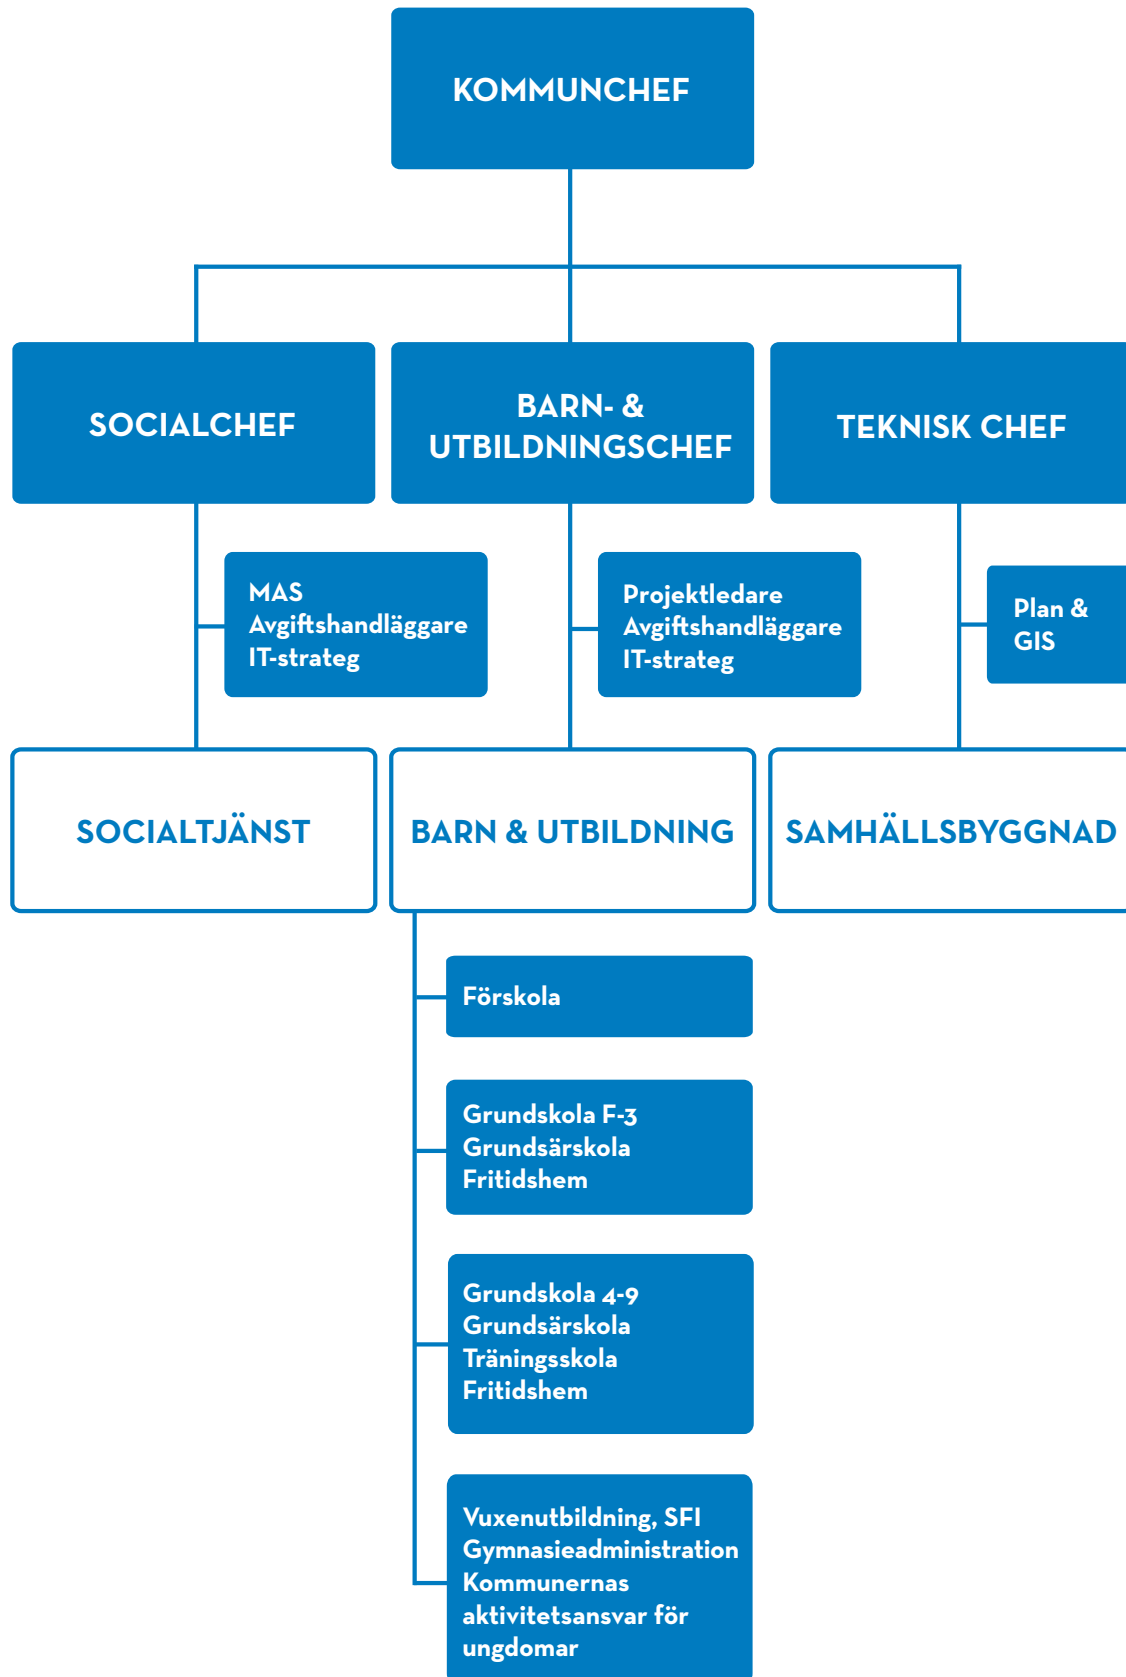 KOMMUNCHEF
SOCIALCHEF
BARN- &
UTBILDNINGSCHEF
TEKNISK CHEF
MAS
Avgiftshandläggare
IT-strateg
Projektledare
Avgiftshandläggare
IT-strateg
Plan &
GIS
SOCIALTJÄNST
BARN & UTBILDNING
SAMHÄLLSBYGGNAD
Förskola
Grundskola F-3
Grundsärskola
Fritidshem
Grundskola 4-9
Grundsärskola
Träningsskola
Fritidshem
Vuxenutbildning, SFI
Gymnasieadministration
Kommunernas
aktivitetsansvar för
ungdomar